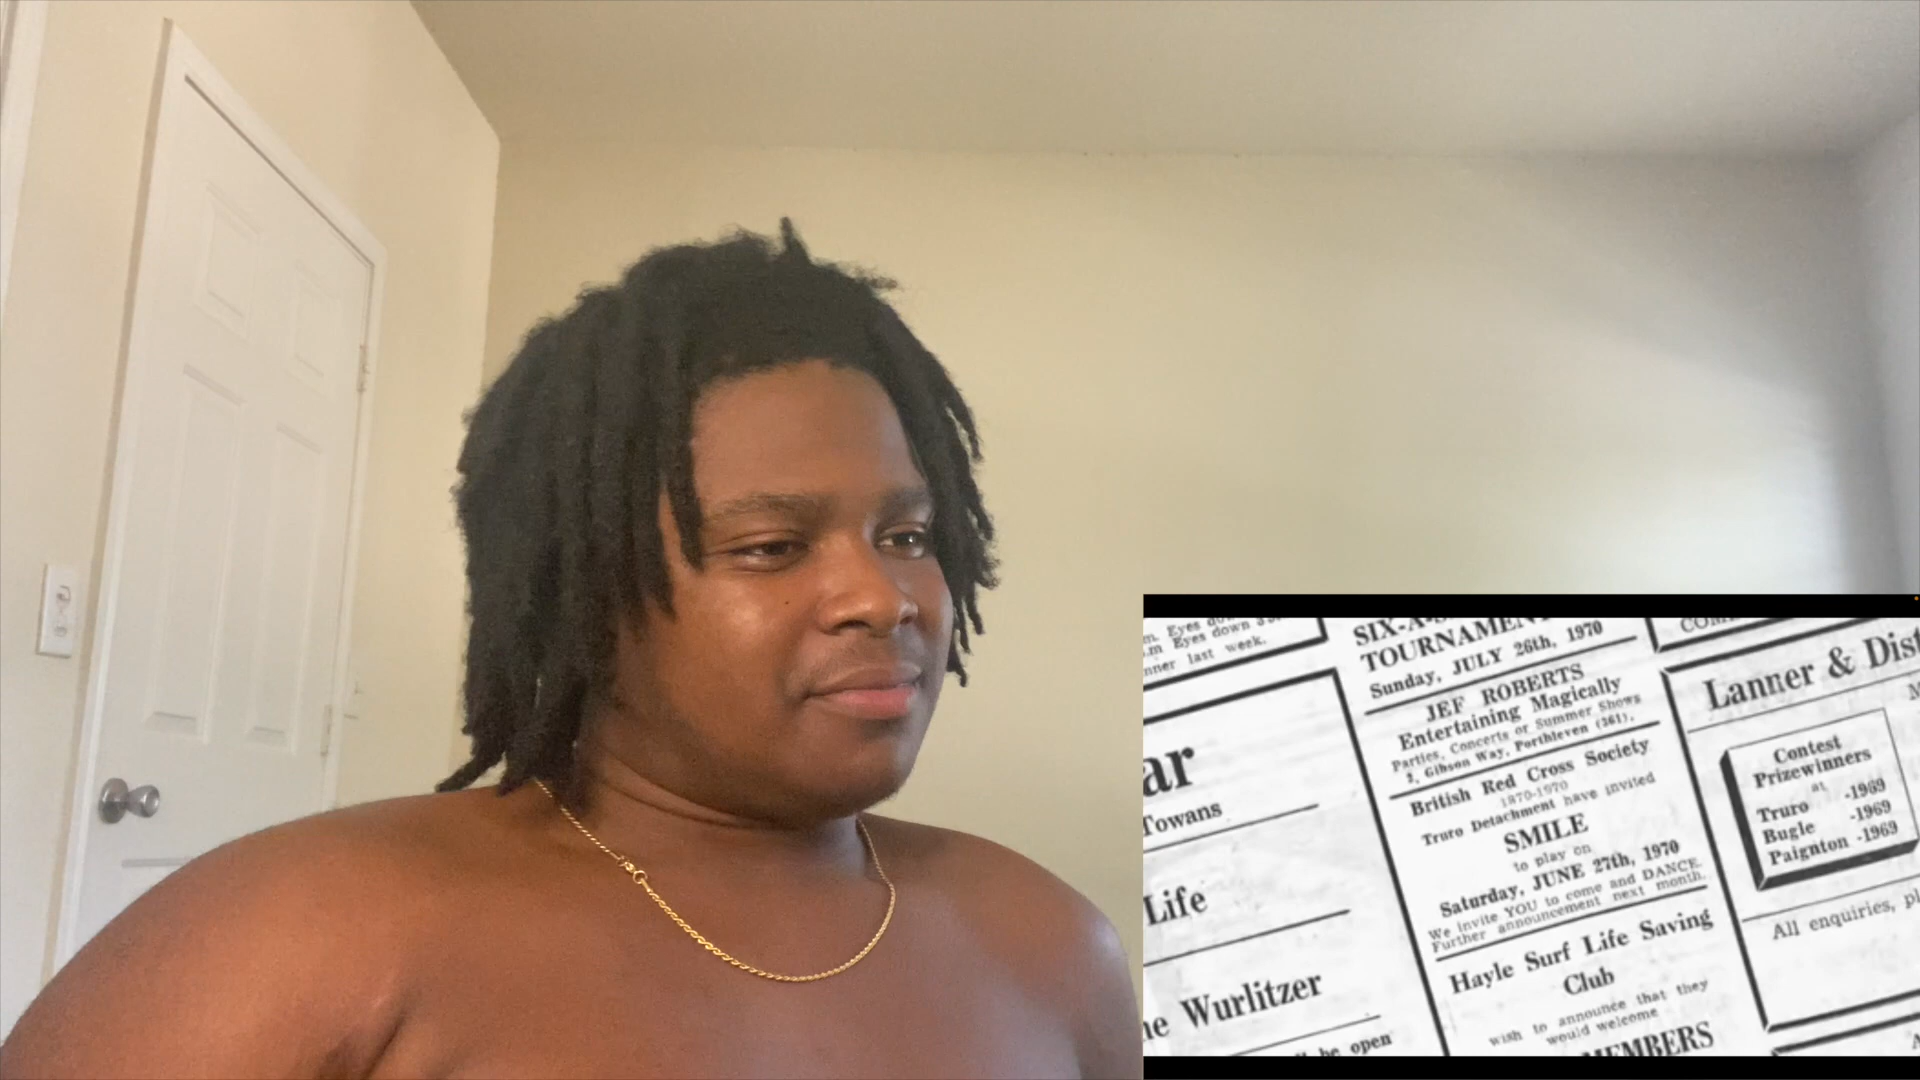 m. Eyes
.m Eyes down
nner last week.
ar
Towans
Life
ne Wurlitzer
be open
TOURNAMENT
Sunday, JULY 26th, 1970
JEF ROBERTS
Entertaining Magically
Parties, Concerts or Summer Shows
2, Gibson Way, Porthleven (261).
British Red Cross Society
1870-1970
Truro Detachment have invited
SMILE
to play on
Saturday, JUNE 27th, 1970
We invite YOU to come and DANCE.
Further announcement next month.
Hayle Surf Life Saving
Club
wish to announce that they
would welcome
MEMBERS
Lanner & Dist
Contest
Prizewinners
at
Truro -1969
Bugle -1969
Paignton -1969
All enquiries, pl